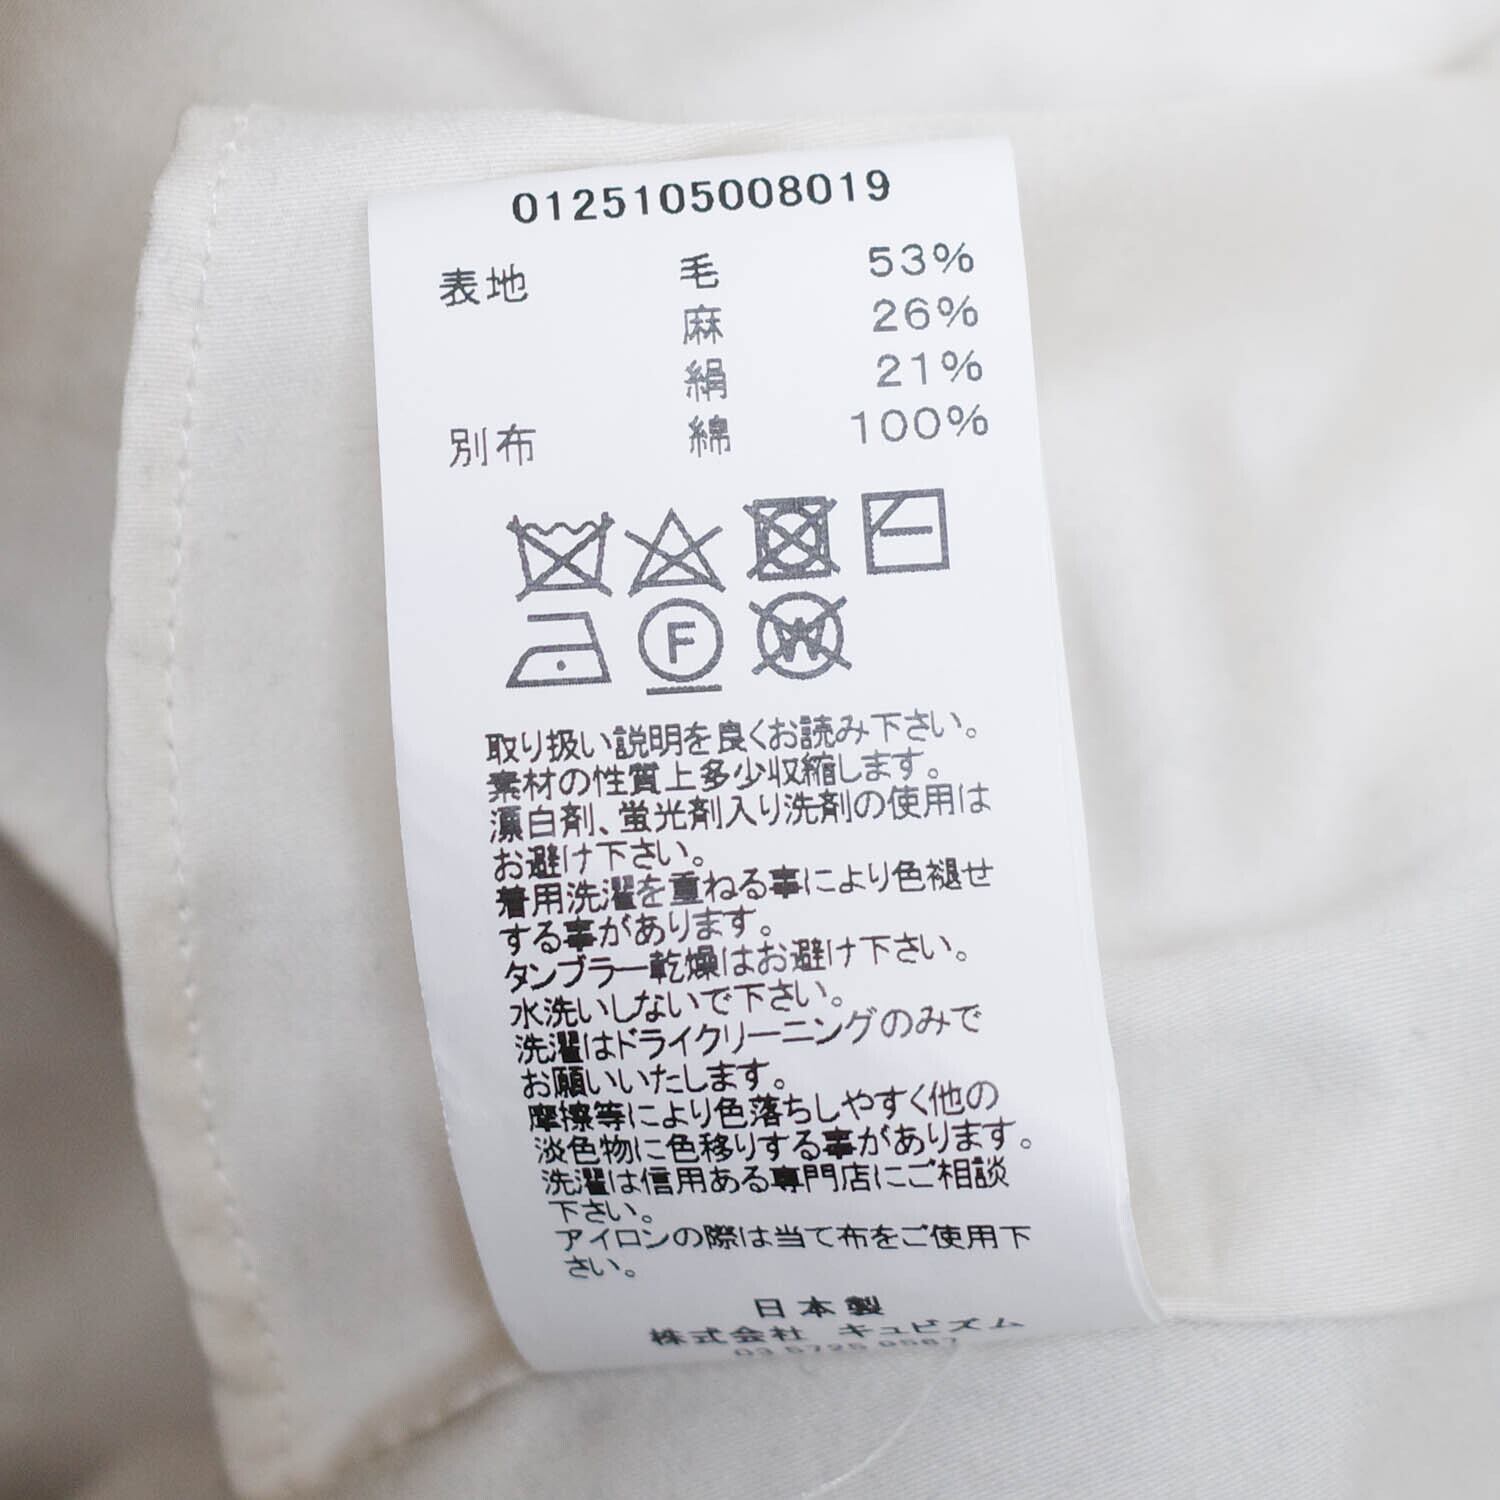 0125105008019
表地 毛 53%
麻 26%
絹 21%
別布 綿 100%
F
W
取り扱い説明を良くお読み下さい。
素材の性質上多少収縮します。
漂白剤、蛍光剤入り洗剤の使用は
お避け下さい。
着用洗濯を重ねる事により色褪せ
する事があります。
タンブラー乾燥はお避け下さい。
水洗いしないで下さい。
洗濯はドライクリーニングのみで
お願いいたします。
摩擦等により色落ちしやすく他の
淡色物に色移りする事があります。
洗濯は信用ある専門店にご相談
下さい。
アイロンの際は当て布をご使用下
さい。
日本製
株式会社 キュビズム